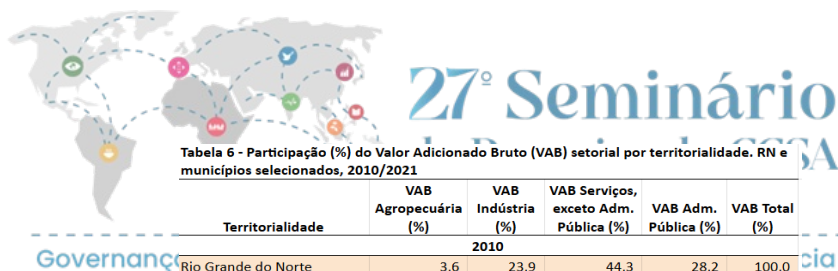 27º Seminário
Tabela 6 - Participação (%) do Valor Adicionado Bruto (VAB) setorial por territorialidade. RN e
municípios selecionados, 2010/2021
Territorialidade VAB Agropecuária (%) VAB Indústria (%) VAB Serviços, exceto Adm. Pública (%) VAB Adm. Pública (%) VAB Total (%)
2010
Governanç cia
Rio Grande do Norte 3.6 23.9 44.3 28.2 100.0